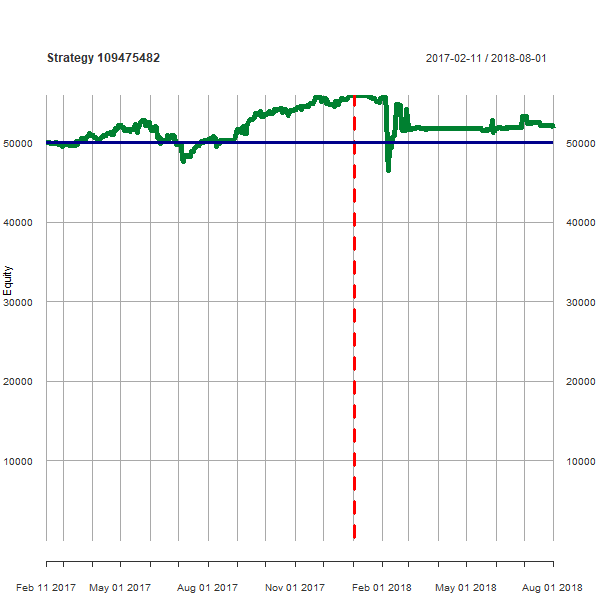 Strategy 109475482
2017-02-11 / 2018-08-01
50000
50000
40000
40000
Equity
30000
30000
20000
20000
10000
10000
Feb 11 2017
May 01 2017
Aug 01 2017
Nov 01 2017
Feb 01 2018
May 01 2018
Aug 01 2018